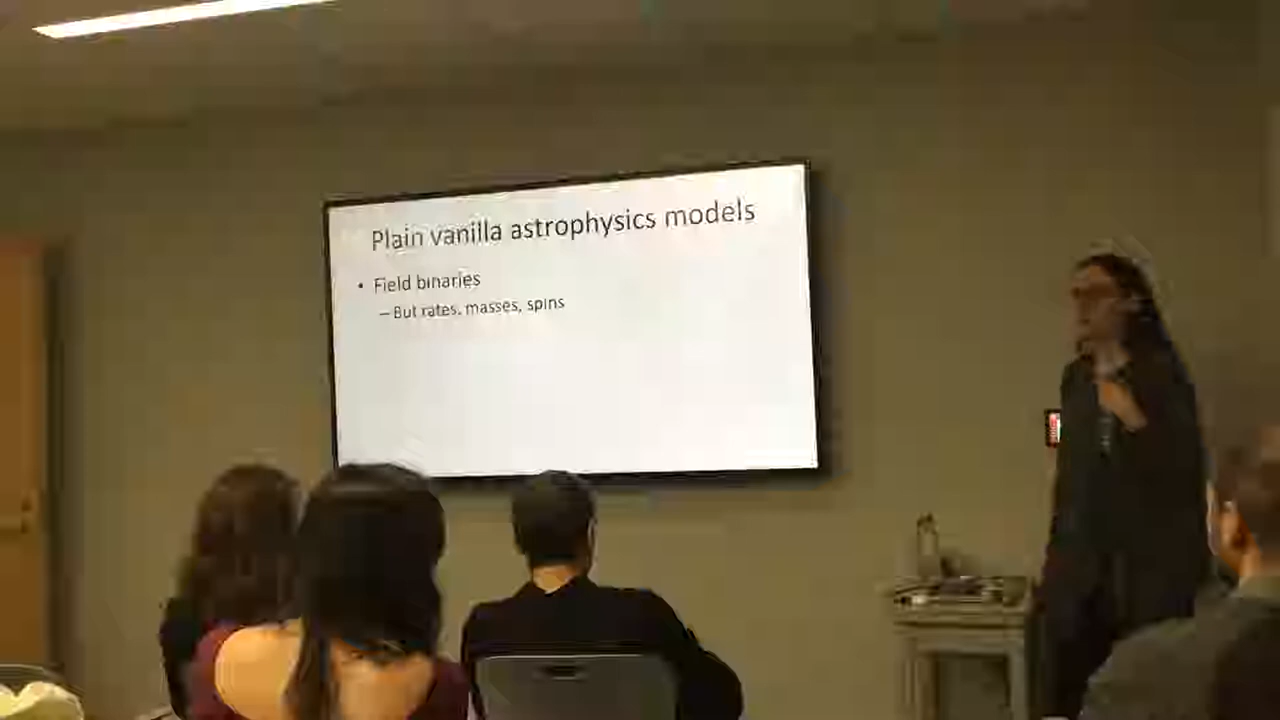 Plain vanilla astrophysics models
• Field binaries
– But rates, masses, spins